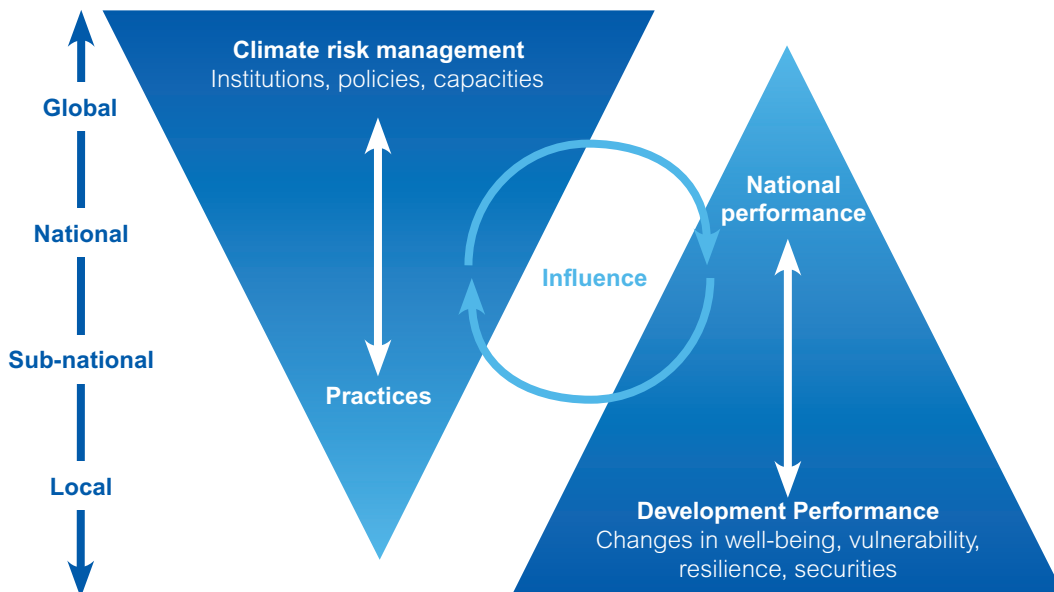 Global
National
Sub-national
Local
Climate risk management
Institutions, policies, capacities
Practices
Influence
National
performance
Development Performance
Changes in well-being, vulnerability,
resilience, securities